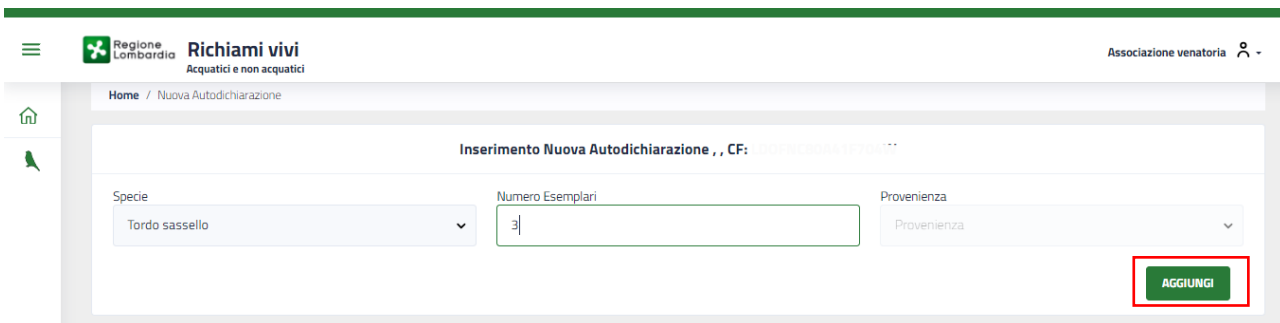 Regione
Lombardia
Richiami vivi
Acquatici e non acquatici
Associazione venatoria
Home / Nuova Autodichiarazione
Inserimento Nuova Autodichiarazione , , CF:
Specie
Numero Esemplari
Provenienza
Tordo sassello
3
Provenienza
AGGIUNGI